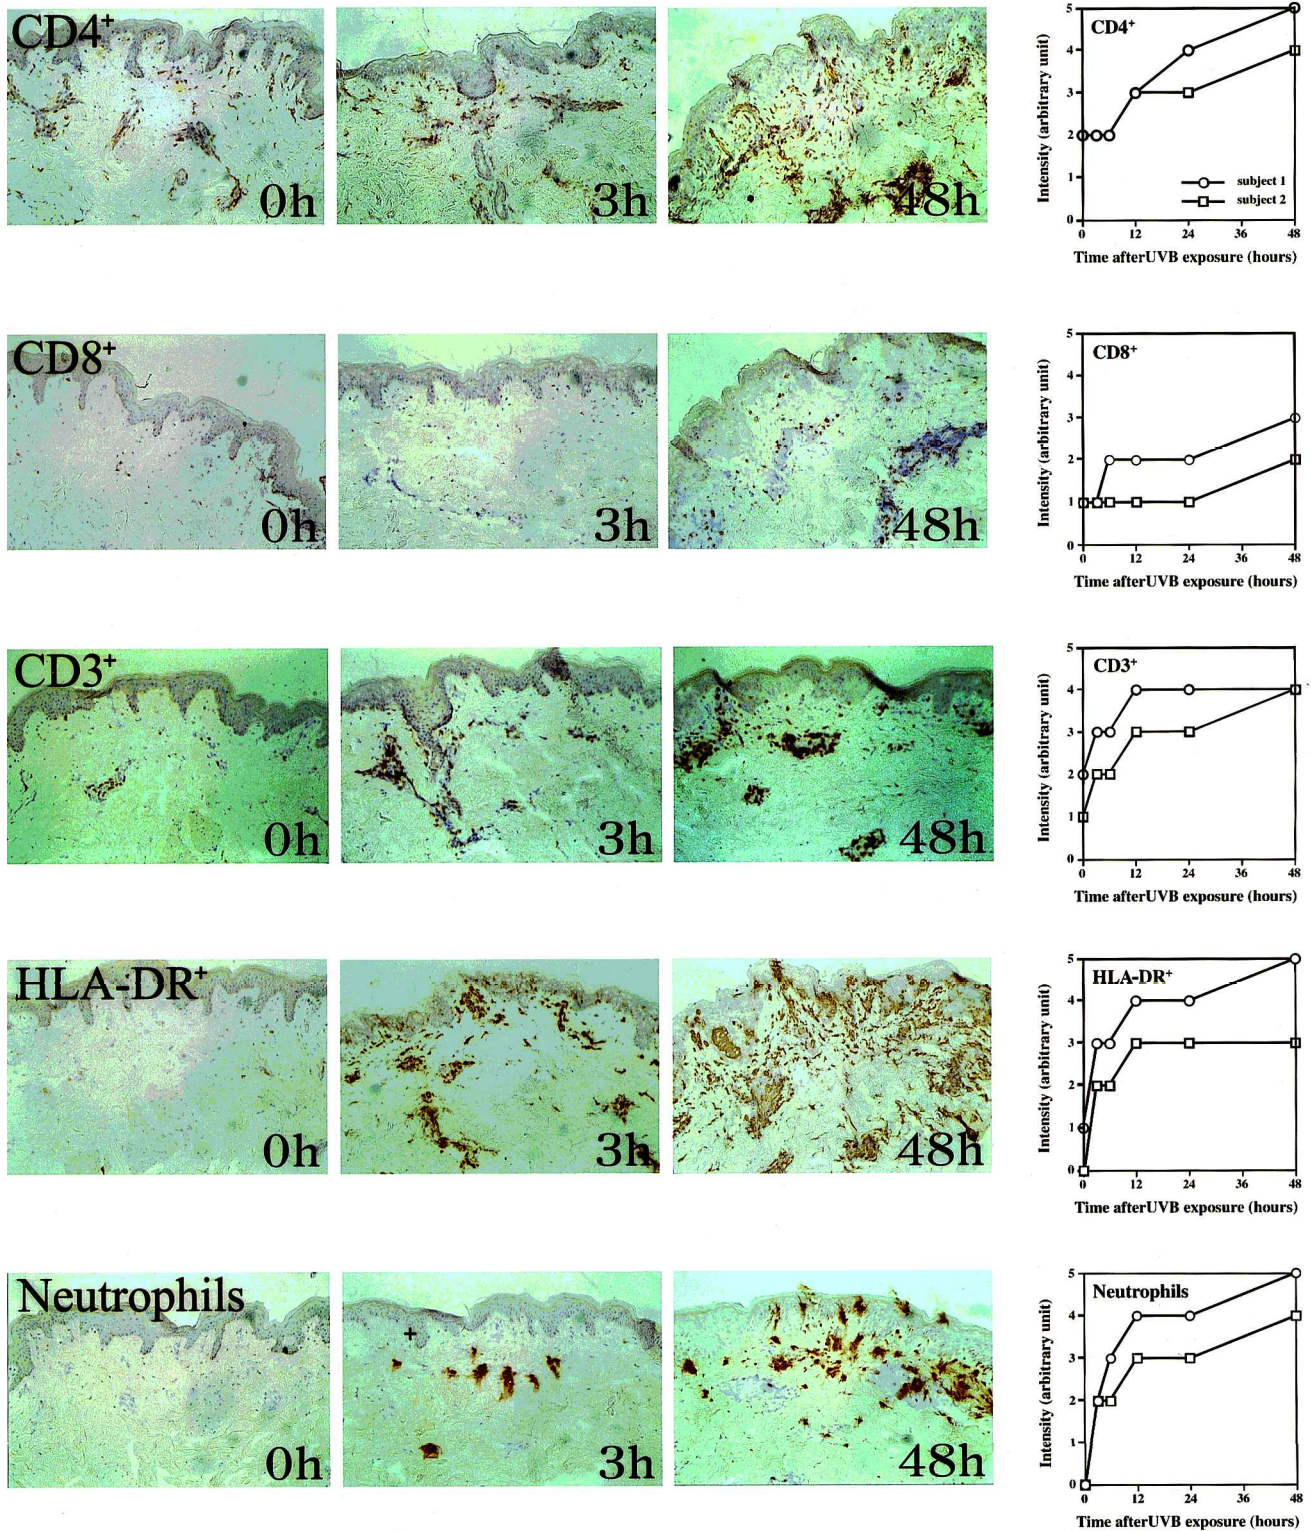 CD4+
0h
3h
48h
CD4+
Intensity (arbitrary unit)
5
4
3
2
1
0
subject 1
subject 2
0 12 24 36 48
Time afterUVB exposure (hours)
CD8+
0h
3h
48h
CD8+
Intensity (arbitrary unit)
5
4
3
2
1
0
0 12 24 36 48
Time afterUVB exposure (hours)
CD3+
0h
3h
48h
CD3+
Intensity (arbitrary unit)
5
4
3
2
1
0
0 12 24 36 48
Time afterUVB exposure (hours)
HLA-DR+
0h
3h
48h
HLA-DR+
Intensity (arbitrary unit)
5
4
3
2
1
0
0 12 24 36 48
Time afterUVB exposure (hours)
Neutrophils
+
0h
3h
48h
Neutrophils
Intensity (arbitrary unit)
5
4
3
2
1
0
0 12 24 36 48
Time afterUVB exposure (hours)